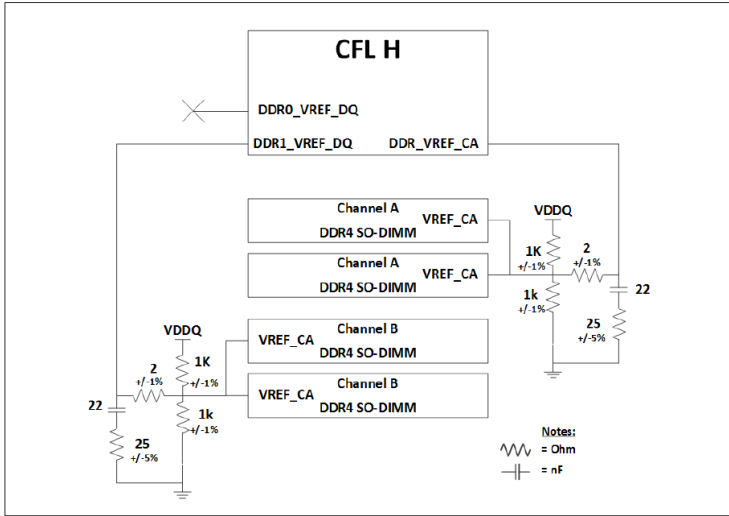 CFL H
DDR0_VREF_DQ
DDR1_VREF_DQ
DDR_VREF_CA
Channel A
VREF_CA
DDR4 SO-DIMM
Channel A
VREF_CA
DDR4 SO-DIMM
VDDQ
1K
+/-1%
2
+/-1%
1k
+/-1%
22
25
+/-5%
Channel B
VREF_CA
DDR4 SO-DIMM
Channel B
VREF_CA
DDR4 SO-DIMM
VDDQ
2
+/-1%
1K
+/-1%
22
1k
+/-1%
25
+/-5%
Notes:
= Ohm
= nF